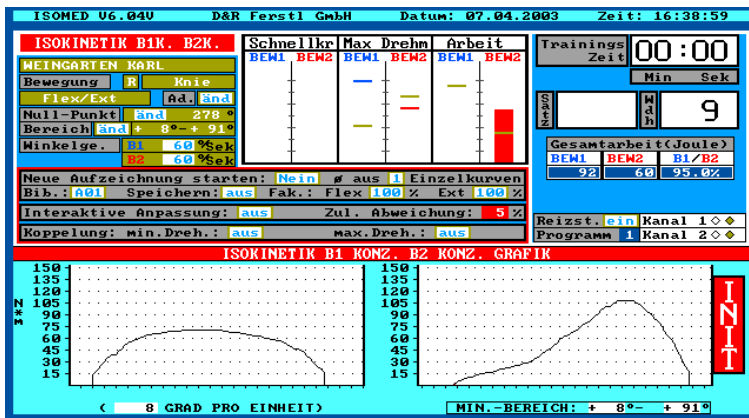 ISOMED V6.04V D&R Ferstl GmbH Datum: 07.04.2003 Zeit: 16:38:59
ISOKINETIK B1K. B2K.
WEINGARTEN KARL
Bewegung R Knie
Flex/Ext Ad. änd
Null-Punkt änd 278 °
Bereich änd + 8°- + 91°
Winkelge. B1 60 °/Sek
B2 60 °/Sek
Schnellkr Max Drehm Arbeit
BEW1 BEW2 BEW1 BEW2 BEW1 BEW2
Trainings Zeit 00:00
Min Sek
Satz Wdh 9
Gesamtarbeit(Joule)
BEW1 BEW2 B1/B2
92 60 95.0%
Neue Aufzeichnung starten: Nein ø aus 1 Einzelkurven
Bib.: A01 Speichern: aus Fak.: Flex 100 % Ext 100 %
Interaktive Anpassung: aus Zul. Abweichung: 5 %
Koppelung: min.Dreh.: aus max.Dreh.: aus
Reizst. ein Kanal 1
Programm 1 Kanal 2
ISOKINETIK B1 KONZ. B2 KONZ. GRAFIK
150 150
135 135
120 120
105 105
90 90
75 75
60 60
45 45
30 30
15 15
N*M
INIT
( 8 GRAD PRO EINHEIT) MIN.-BEREICH: + 8°- + 91°